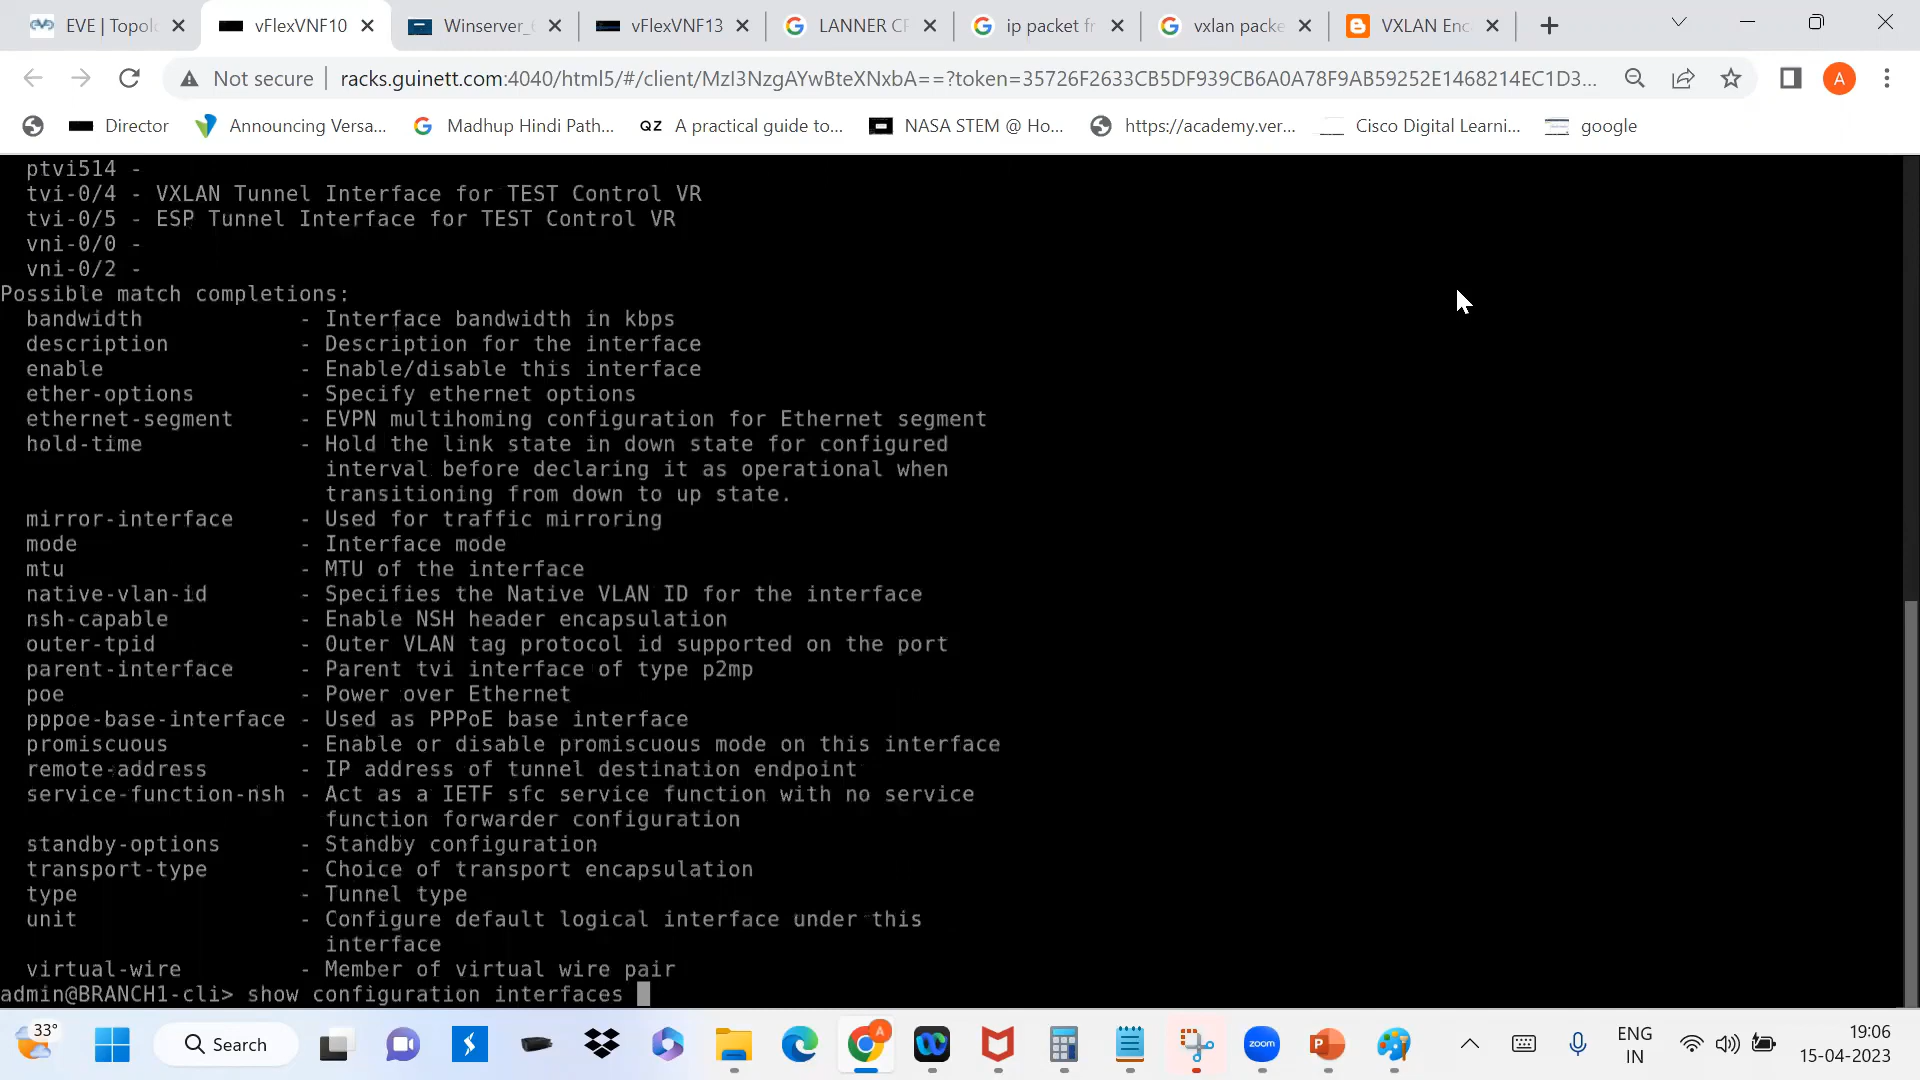 EVE | Topol
vFlexVNF10
Winserver_
vFlexVNF13
LANNER CP
ip packet fr
vxlan packe
VXLAN Enc
Not secure
racks.guinett.com:4040/html5/#/client/MzI3NzgAYwBteXNxbA==?token=35726F2633CB5DF939CB6A0A78F9AB59252E1468214EC1D3...
A
Director
Announcing Versa...
Madhup Hindi Path...
QZ A practical guide to...
NASA STEM @ Ho...
https://academy.ver...
Cisco Digital Learni...
google
ptvi514 -
tvi-0/4 - VXLAN Tunnel Interface for TEST Control VR
tvi-0/5 - ESP Tunnel Interface for TEST Control VR
vni-0/0 -
vni-0/2 -
Possible match completions:
bandwidth - Interface bandwidth in kbps
description - Description for the interface
enable - Enable/disable this interface
ether-options - Specify ethernet options
ethernet-segment - EVPN multihoming configuration for Ethernet segment
hold-time - Hold the link state in down state for configured
interval before declaring it as operational when
transitioning from down to up state.
mirror-interface - Used for traffic mirroring
mode - Interface mode
mtu - MTU of the interface
native-vlan-id - Specifies the Native VLAN ID for the interface
nsh-capable - Enable NSH header encapsulation
outer-tpid - Outer VLAN tag protocol id supported on the port
parent-interface - Parent tvi interface of type p2mp
poe - Power over Ethernet
pppoe-base-interface - Used as PPPoE base interface
promiscuous - Enable or disable promiscuous mode on this interface
remote-address - IP address of tunnel destination endpoint
service-function-nsh - Act as a IETF sfc service function with no service
function forwarder configuration
standby-options - Standby configuration
transport-type - Choice of transport encapsulation
type - Tunnel type
unit - Configure default logical interface under this
interface
virtual-wire - Member of virtual wire pair
admin@BRANCH1-cli> show configuration interfaces
33°
Search
A
zoom
ENG
IN
19:06
15-04-2023